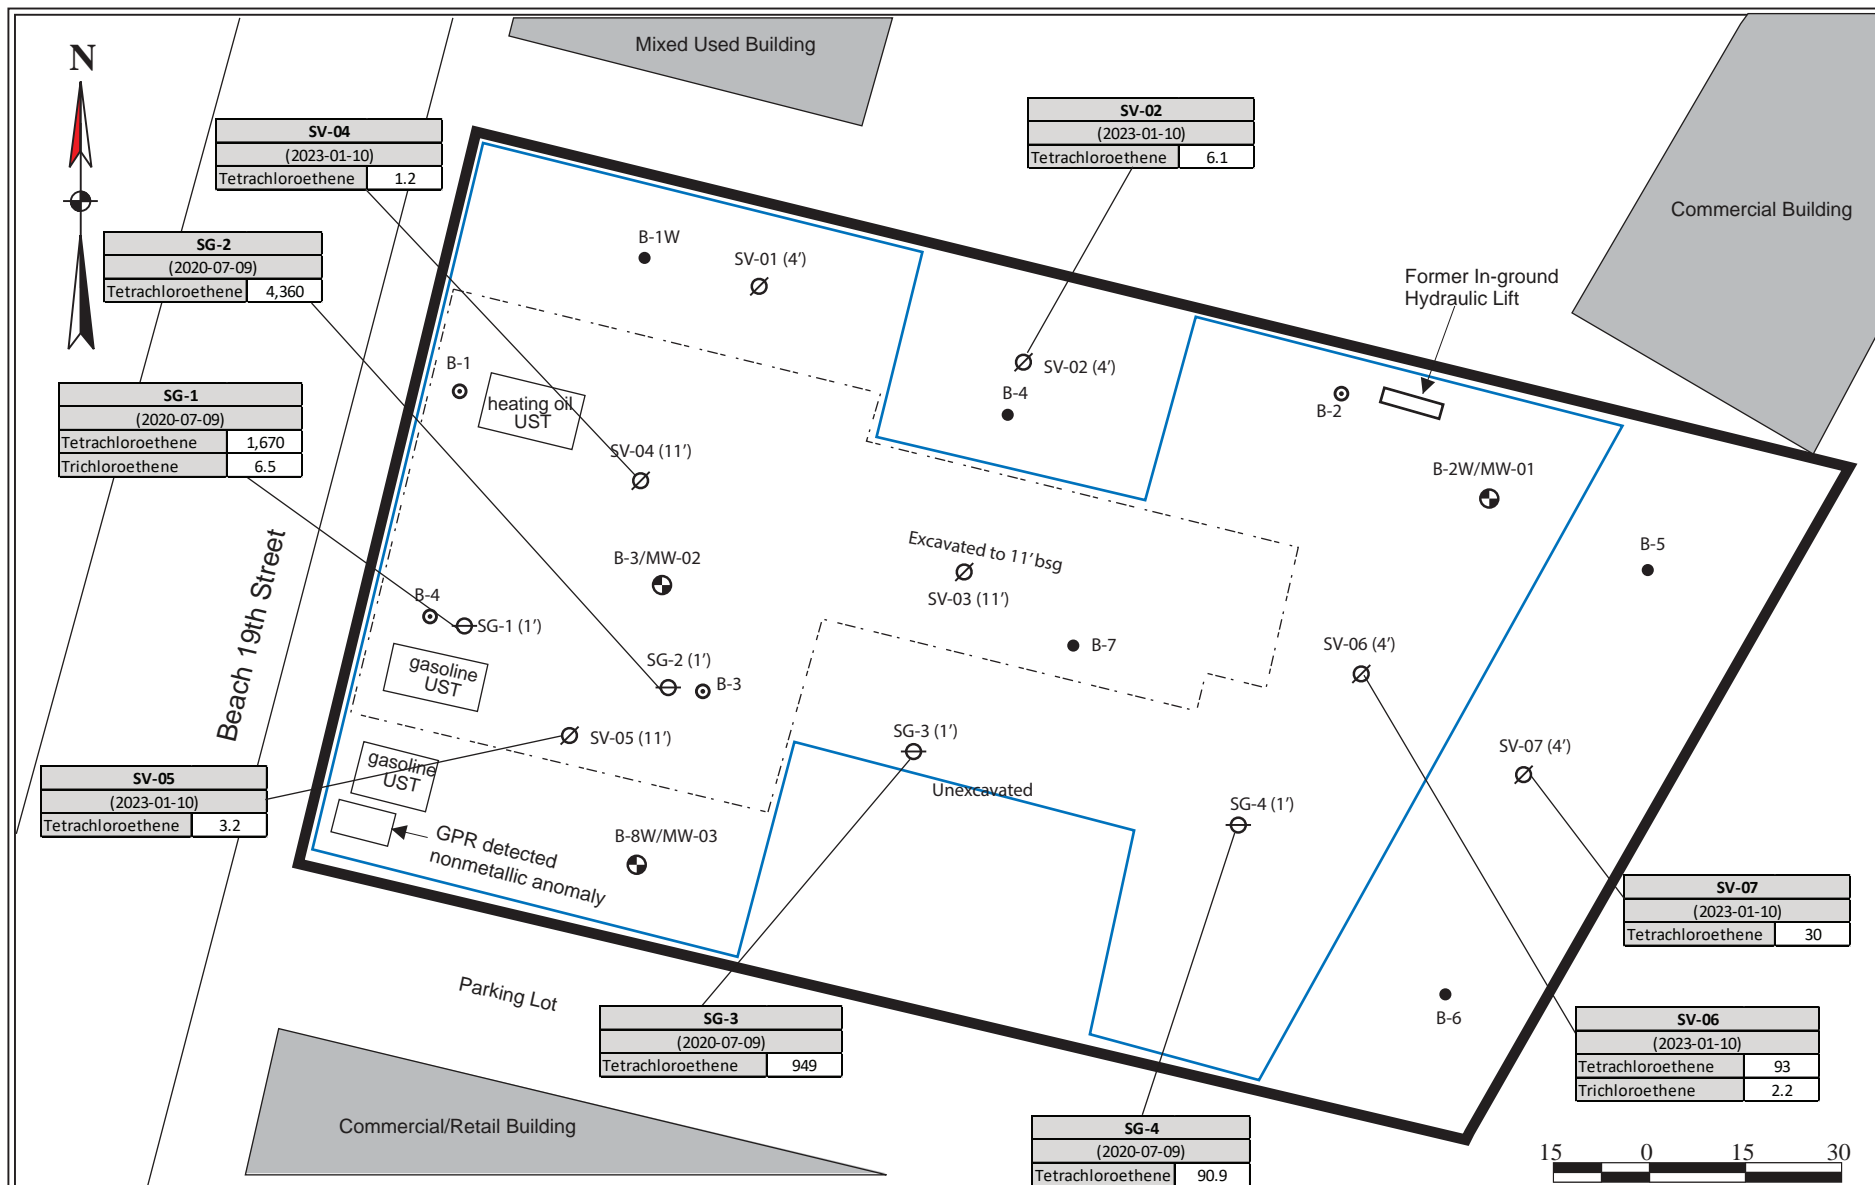 Mixed Used Building
N
SV-04
(2023-01-10)
Tetrachloroethene 1.2
SV-02
(2023-01-10)
Tetrachloroethene 6.1
Commercial Building
SG-2
(2020-07-09)
Tetrachloroethene 4,360
B-1W
SV-01 (4')
Former In-ground
Hydraulic Lift
SV-02 (4')
B-4
B-1
heating oil
UST
B-2
SG-1
(2020-07-09)
Tetrachloroethene 1,670
Trichloroethene 6.5
SV-04 (11')
B-2W/MW-01
Excavated to 11' bsg
B-3/MW-02
SV-03 (11')
B-5
B-4
SG-1 (1')
Beach 19th Street
gasoline
UST
SG-2 (1')
B-3
B-7
SV-06 (4')
SV-05 (11')
SG-3 (1')
SV-07 (4')
gasoline
UST
Unexcavated
SG-4 (1')
SV-05
(2023-01-10)
Tetrachloroethene 3.2
GPR detected
nonmetallic anomaly
B-8W/MW-03
SV-07
(2023-01-10)
Tetrachloroethene 30
Parking Lot
B-6
SG-3
(2020-07-09)
Tetrachloroethene 949
SV-06
(2023-01-10)
Tetrachloroethene 93
Trichloroethene 2.2
Commercial/Retail Building
SG-4
(2020-07-09)
Tetrachloroethene 90.9
15 0 15 30